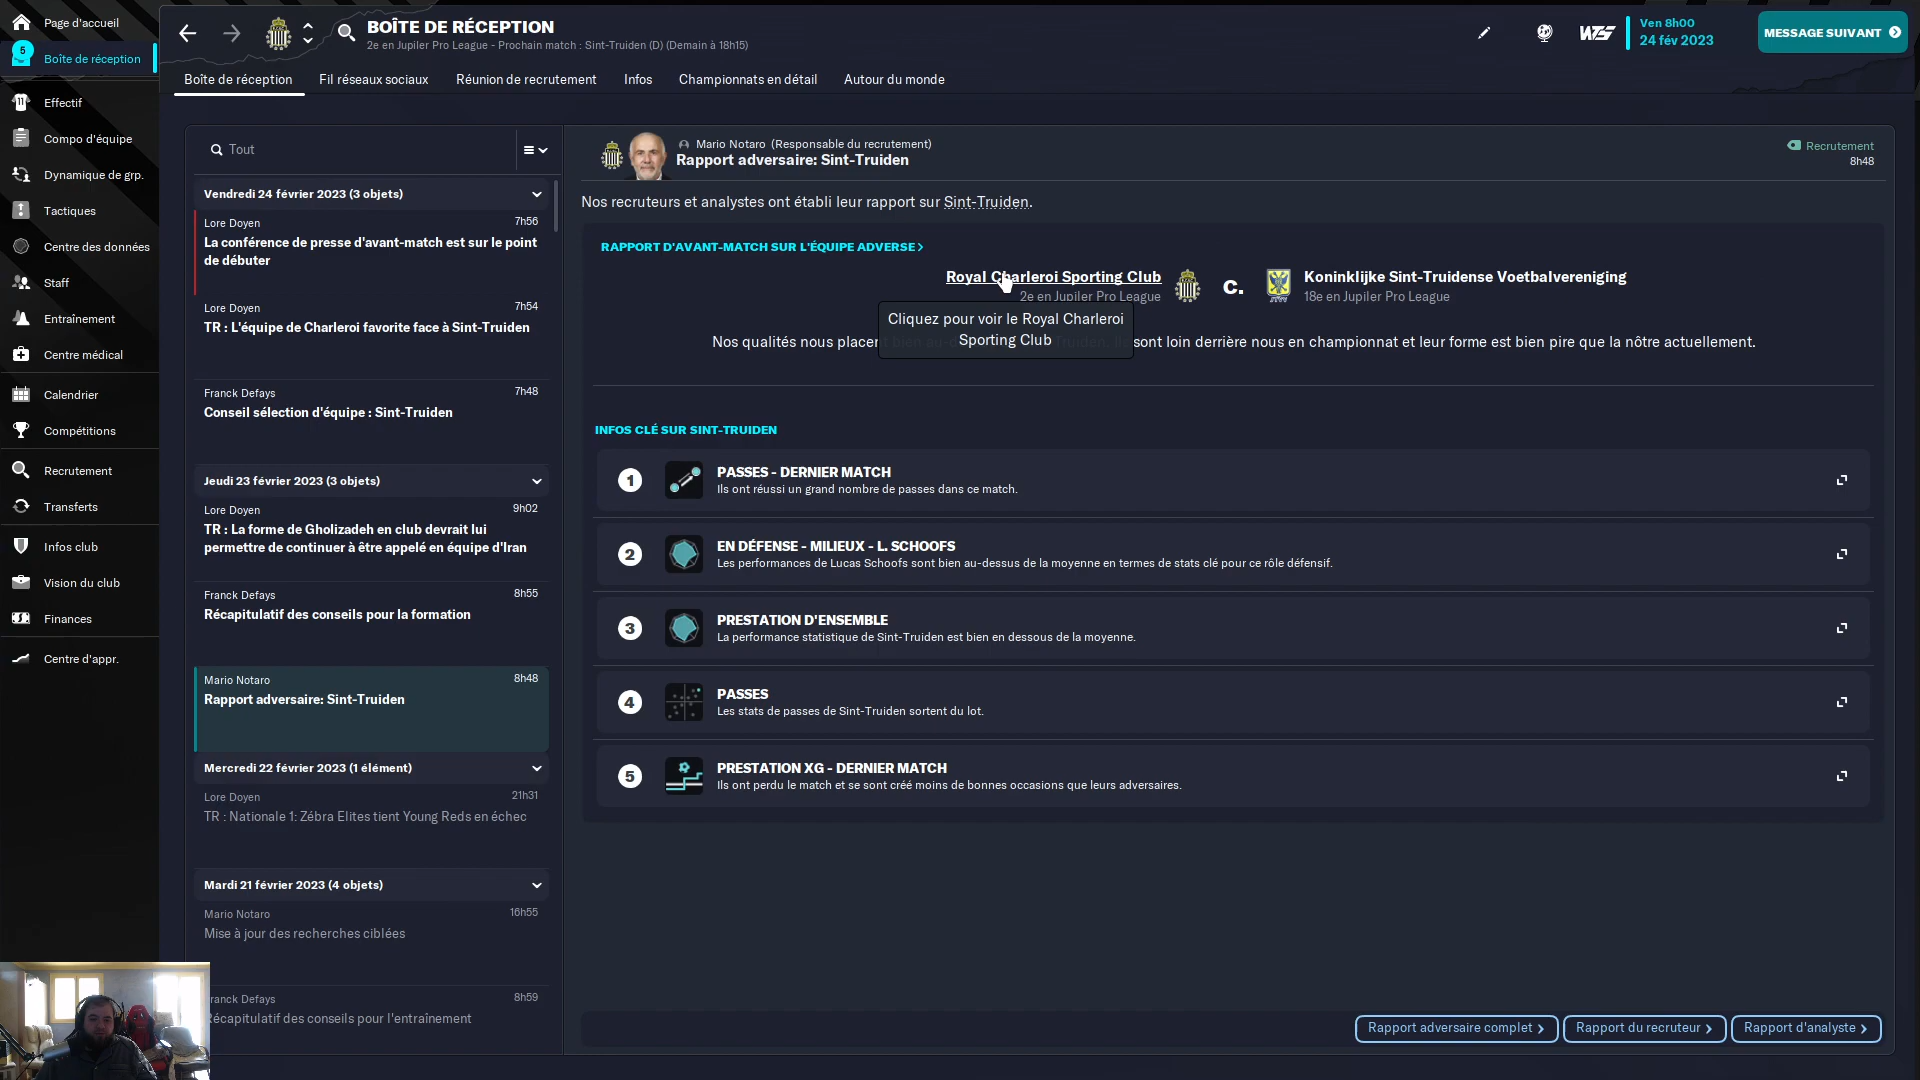 Page d'accueil
5
Boîte de réception
Effectif
Compo d'équipe
Dynamique de grp.
Tactiques
Centre des données
Staff
Entraînement
Centre médical
Calendrier
Compétitions
Recrutement
Transferts
Infos club
Vision du club
Finances
Centre d'appr.
BOÎTE DE RÉCEPTION
2e en Jupiler Pro League - Prochain match : Sint-Truiden (D) (Demain à 18h15)
Ven 8h00
24 fév 2023
MESSAGE SUIVANT
Boîte de réception
Fil réseaux sociaux
Réunion de recrutement
Infos
Championnats en détail
Autour du monde
Tout
Vendredi 24 février 2023 (3 objets)
Lore Doyen 7h56
La conférence de presse d'avant-match est sur le point
de débuter
Lore Doyen 7h54
TR : L'équipe de Charleroi favorite face à Sint-Truiden
Franck Defays 7h48
Conseil sélection d'équipe : Sint-Truiden
Jeudi 23 février 2023 (3 objets)
Lore Doyen 9h02
TR : La forme de Gholizadeh en club devrait lui
permettre de continuer à être appelé en équipe d'Iran
Franck Defays 8h55
Récapitulatif des conseils pour la formation
Mario Notaro 8h48
Rapport adversaire: Sint-Truiden
Mercredi 22 février 2023 (1 élément)
Lore Doyen 21h31
TR : Nationale 1: Zébra Elites tient Young Reds en échec
Mardi 21 février 2023 (4 objets)
Mario Notaro 16h55
Mise à jour des recherches ciblées
ranck Defays 8h59
écapitulatif des conseils pour l'entraînement
Mario Notaro (Responsable du recrutement)
Rapport adversaire: Sint-Truiden
Recrutement
8h48
Nos recruteurs et analystes ont établi leur rapport sur Sint-Truiden.
RAPPORT D'AVANT-MATCH SUR L'ÉQUIPE ADVERSE >
Royal Charleroi Sporting Club
2e en Jupiler Pro League
C.
Koninklijke Sint-Truidense Voetbalvereniging
18e en Jupiler Pro League
Cliquez pour voir le Royal Charleroi
Sporting Club
Nos qualités nous placent sont loin derrière nous en championnat et leur forme est bien pire que la nôtre actuellement.
INFOS CLÉ SUR SINT-TRUIDEN
1
PASSES - DERNIER MATCH
Ils ont réussi un grand nombre de passes dans ce match.
2
EN DÉFENSE - MILIEUX - L. SCHOOFS
Les performances de Lucas Schoofs sont bien au-dessus de la moyenne en termes de stats clé pour ce rôle défensif.
3
PRESTATION D'ENSEMBLE
La performance statistique de Sint-Truiden est bien en dessous de la moyenne.
4
PASSES
Les stats de passes de Sint-Truiden sortent du lot.
5
PRESTATION XG - DERNIER MATCH
Ils ont perdu le match et se sont créé moins de bonnes occasions que leurs adversaires.
Rapport adversaire complet >
Rapport du recruteur >
Rapport d'analyste >